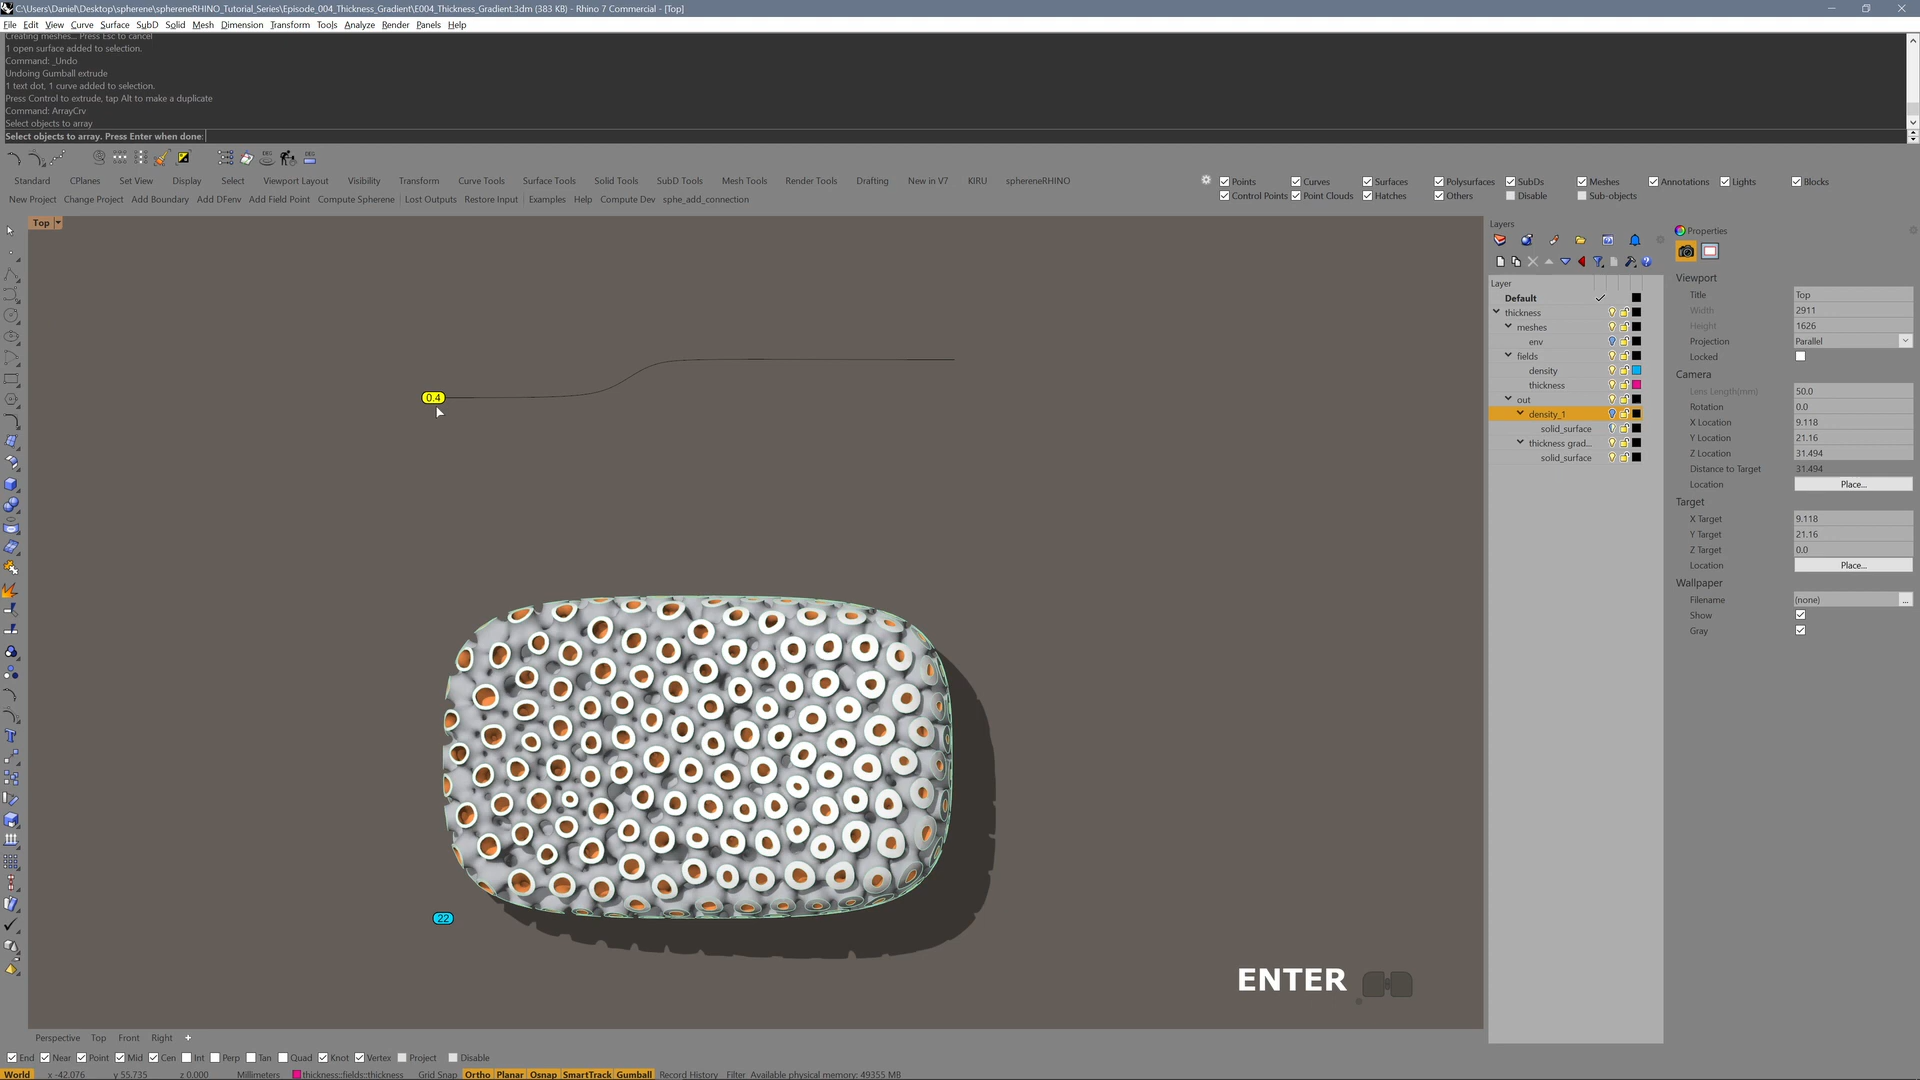 C:\Users\Daniel\Desktop\spherene\sphereneRHINO_Tutorial_Series\Episode_004_Thickness_Gradient\E004_Thickness_Gradient.3dm (383 KB) - Rhino 7 Commercial - [Top]
File Edit View Curve Surface SubD Solid Mesh Dimension Transform Tools Analyze Render Panels Help
Creating meshes... Press Esc to cancel
1 open surface added to selection.
Command: _Undo
Undoing Gumball extrude
1 text dot, 1 curve added to selection.
Press Control to extrude, tap Alt to make a duplicate
Command: ArrayCrv
Select objects to array
Select objects to array. Press Enter when done:
Standard CPlanes Set View Display Select Viewport Layout Visibility Transform Curve Tools Surface Tools Solid Tools SubD Tools Mesh Tools Render Tools Drafting New in V7 KIRU sphereneRHINO
Points Curves Surfaces Polysurfaces SubDs Meshes Annotations Lights Blocks
Control Points Point Clouds Hatches Others Disable Sub-objects
New Project Change Project Add Boundary Add DFenv Add Field Point Compute Spherene Lost Outputs Restore Input Examples Help Compute Dev sphe_add_connection
Top
0.4
22
ENTER
Layers
Layer
Default
thickness
meshes
env
fields
density
thickness
out
density_1
solid_surface
thickness grad...
solid_surface
Properties
Viewport
Title Top
Width 2911
Height 1626
Projection Parallel
Locked
Camera
Lens Length(mm) 50.0
Rotation 0.0
X Location 9.118
Y Location 21.16
Z Location 31.494
Distance to Target 31.494
Location Place...
Target
X Target 9.118
Y Target 21.16
Z Target 0.0
Location Place...
Wallpaper
Filename (none) ...
Show
Gray
Perspective Top Front Right
End Near Point Mid Cen Int Perp Tan Quad Knot Vertex Project Disable
World x -42.076 y 55.735 z 0.000 Millimeters thickness::fields::thickness Grid Snap Ortho Planar Osnap SmartTrack Gumball Record History Filter Available physical memory: 49355 MB